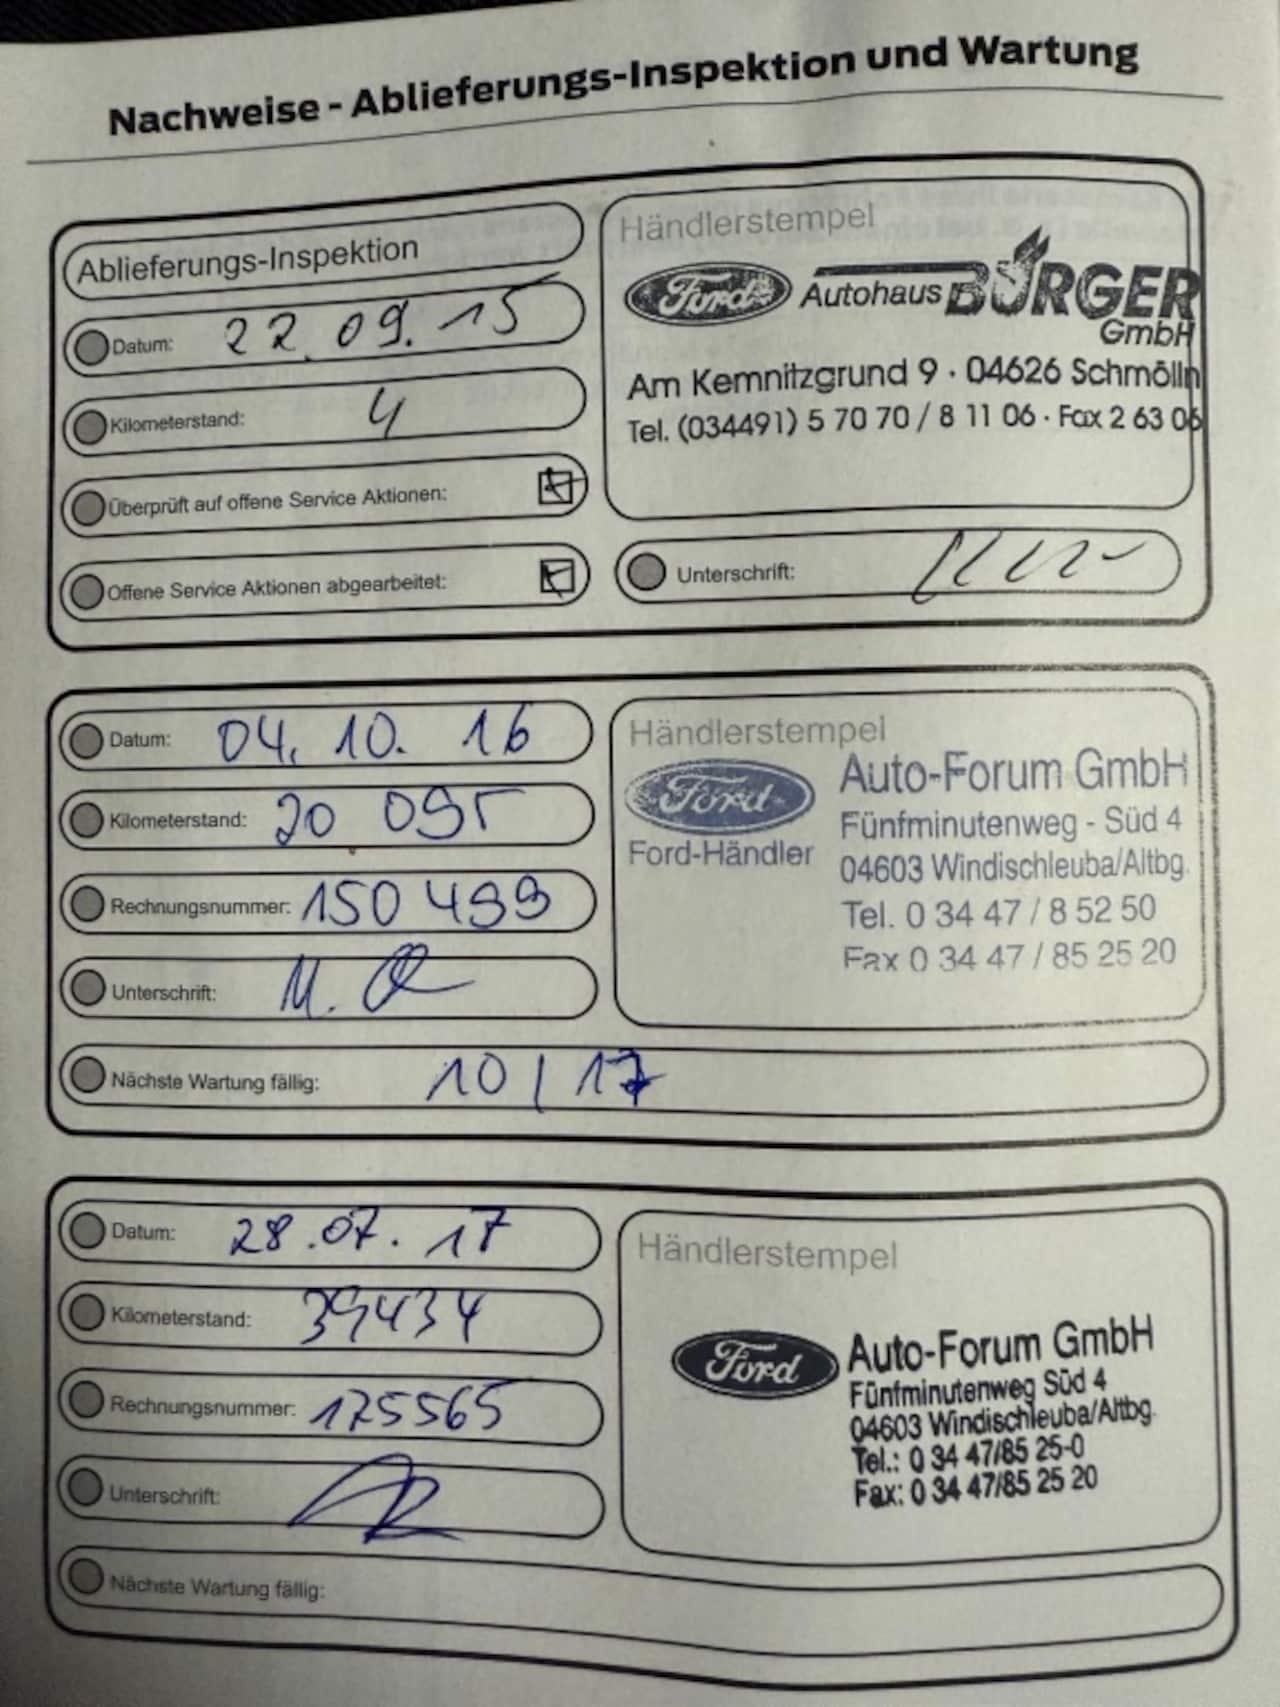 Nachweise - Ablieferungs-Inspektion und Wartung
Ablieferungs-Inspektion
Datum: 22.09.15
Kilometerstand: 4
Überprüft auf offene Service Aktionen:
Offene Service Aktionen abgearbeitet:
Händlerstempel
Ford Autohaus BÜRGER
GmbH
Am Kemnitzgrund 9 · 04626 Schmölln
Tel. (034491) 5 70 70 / 8 11 06 · Fax 2 63 06
Unterschrift:
Datum: 04.10.16
Kilometerstand: 20 095
Rechnungsnummer: 150 499
Unterschrift:
Nächste Wartung fällig: 10/17
Händlerstempel
Ford
Ford-Händler
Auto-Forum GmbH
Fünfminutenweg - Süd 4
04603 Windischleuba/Altbg.
Tel. 0 34 47 / 8 52 50
Fax 0 34 47 / 85 25 20
Datum: 28.07.17
Kilometerstand: 39434
Rechnungsnummer: 175565
Unterschrift:
Nächste Wartung fällig:
Händlerstempel
Ford
Auto-Forum GmbH
Fünfminutenweg Süd 4
04603 Windischleuba/Altbg.
Tel.: 0 34 47/85 25-0
Fax: 0 34 47/85 25 20